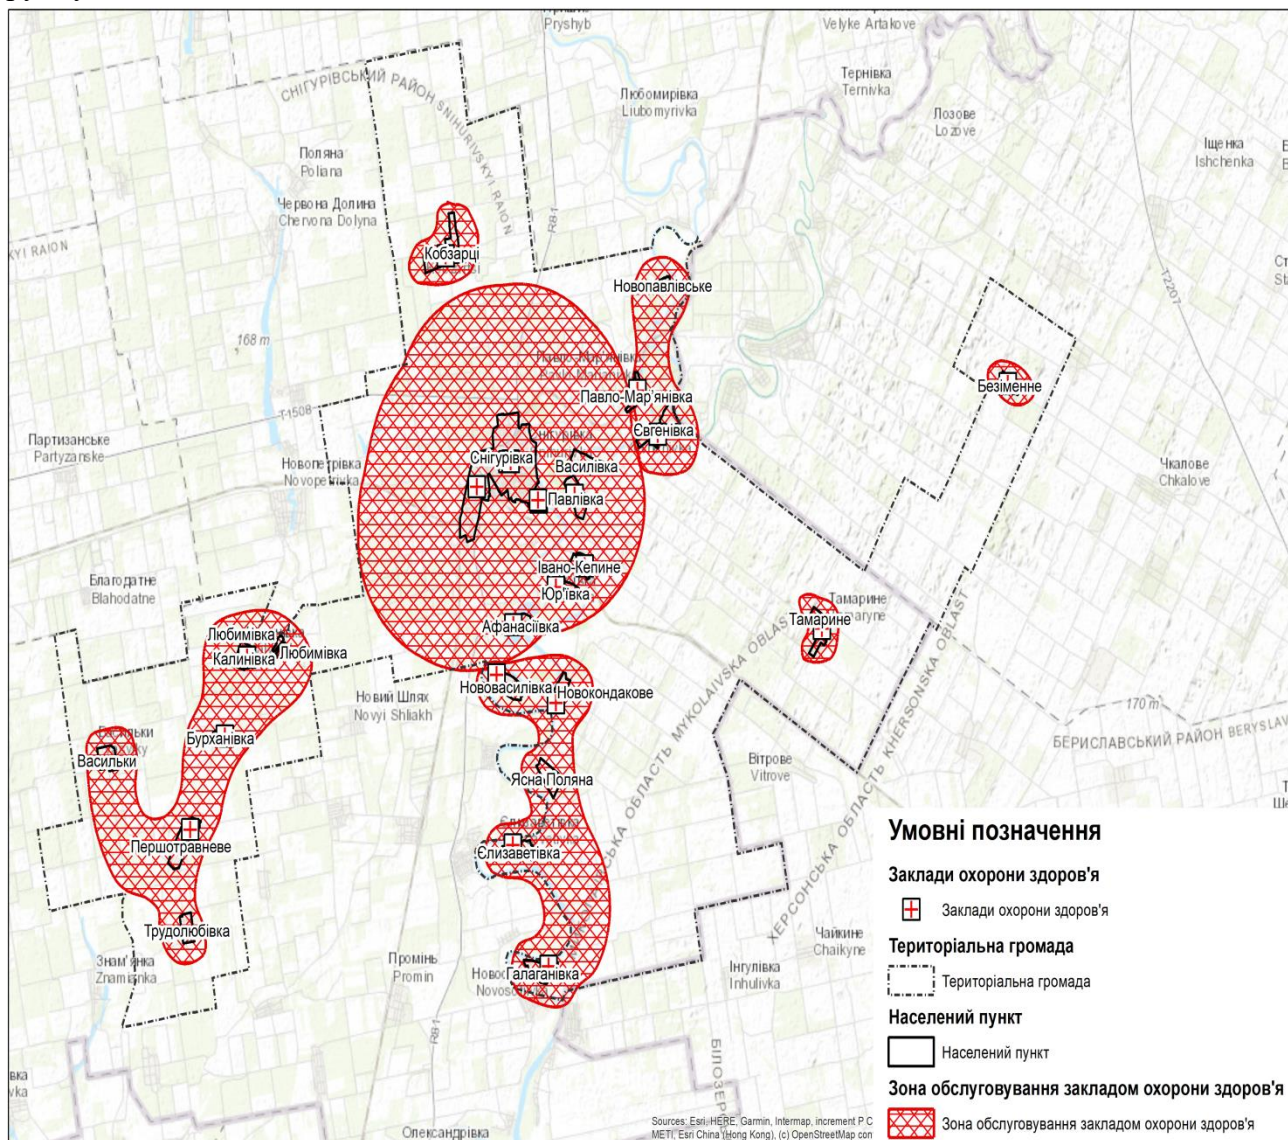 Pryshyb
Velyke Artakove
Тернівка
Ternivka
СНІГУРІВСЬКИЙ РАЙОН SNIHURIVSKYI RAION
Любомирівка
Liubomyrivka
Лозове
Lozove
Іщенка
Ishchenka
Поляна
Poliana
Червона Долина
Chervona Dolyna
R81
KYI RAION
Кобзарці
Новопавлівське
T2207
168 m
Безіменне
Павло-Мар'янівка
T1508
Євгенівка
Партизанське
Partyzanske
Новопетрівка
Novopetrivka
Снігурівка
Василівка
Чкалове
Chkalove
Павлівка
Івано-Кепине
Юр'ївка
Благодатне
Blahodatne
Тамарине
Тамарине
Афанасіївка
Любимівка
Калинівка
Любимівка
Нововасилівка
Новокондакове
Новий Шлях
Novyi Shliakh
170 m
БЕРИСЛАВСЬКИЙ РАЙОН
Бурханівка
Васильки
Ясна Поляна
Вітрове
Vitrove
MYKOLAIVSKA OBLAST
ХЕРСОНСЬКА ОБЛАСТЬ KHERSONSKA OBLAST
Першотравневе
Єлизаветівка
Трудолюбівка
Знам'янка
Znamianka
Промінь
Promin
Галаганівка
Інгулівка
Inhulivka
Чайкине
Chaikyne
R81
Олександрівка
Умовні позначення
Заклади охорони здоров'я
Заклади охорони здоров'я
Територіальна громада
Територіальна громада
Населений пункт
Населений пункт
Зона обслуговування закладом охорони здоров'я
Зона обслуговування закладом охорони здоров'я
Sources: Esri, HERE, Garmin, Intermap, increment P C
METI, Esri China (Hong Kong), (c) OpenStreetMap con